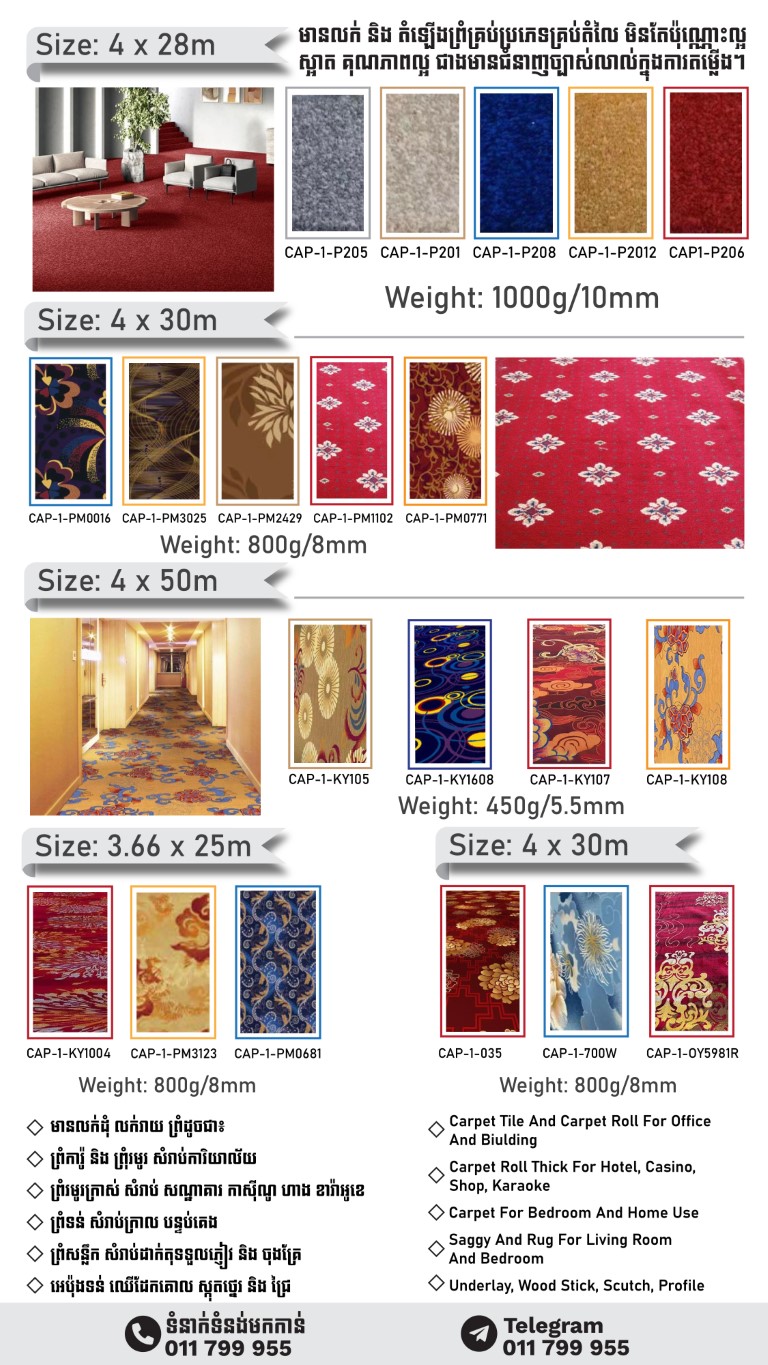 Size: 4 x 28m
មានលក់ និង តំឡើងព្រំគ្រប់ប្រភេទគ្រប់តំលៃ មិនតែប៉ុណ្ណោះល្អ
ស្អាត គុណភាពល្អ ជាងមានជំនាញច្បាស់លាស់ក្នុងការតម្លើង។
CAP-1-P205
CAP-1-P201
CAP-1-P208
CAP-1-P2012
CAP1-P206
Weight: 1000g/10mm
Size: 4 x 30m
CAP-1-PM0016
CAP-1-PM3025
CAP-1-PM2429
CAP-1-PM1102
CAP-1-PM0771
Weight: 800g/8mm
Size: 4 x 50m
CAP-1-KY105
CAP-1-KY1608
CAP-1-KY107
CAP-1-KY108
Weight: 450g/5.5mm
Size: 3.66 x 25m
CAP-1-KY1004
CAP-1-PM3123
CAP-1-PM0681
Weight: 800g/8mm
Size: 4 x 30m
CAP-1-035
CAP-1-700W
CAP-1-OY5981R
Weight: 800g/8mm
មានលក់ដុំ លក់រាយ ព្រំដូចជា៖
ព្រំការ៉ូ និង ព្រុំរមូរ សំរាប់ការិយាល័យ
ព្រំរមូរក្រាស់ សំរាប់ សណ្ឋាគារ កាស៊ីណូ ហាង ខារ៉ាអូខេ
ព្រំទន់ សំរាប់ក្រាល បន្ទប់គេង
ព្រំសន្លឹក សំរាប់ដាក់តុទទួលភ្ញៀវ និង ចុងគ្រែ
អេប៉ុងទន់ ឈើដែកគោល ស្កុតថ្នេរ និង ជ្រៃ
Carpet Tile And Carpet Roll For Office
And Biulding
Carpet Roll Thick For Hotel, Casino,
Shop, Karaoke
Carpet For Bedroom And Home Use
Saggy And Rug For Living Room
And Bedroom
Underlay, Wood Stick, Scutch, Profile
ទំនាក់ទំនងមកកាន់
011 799 955
Telegram
011 799 955